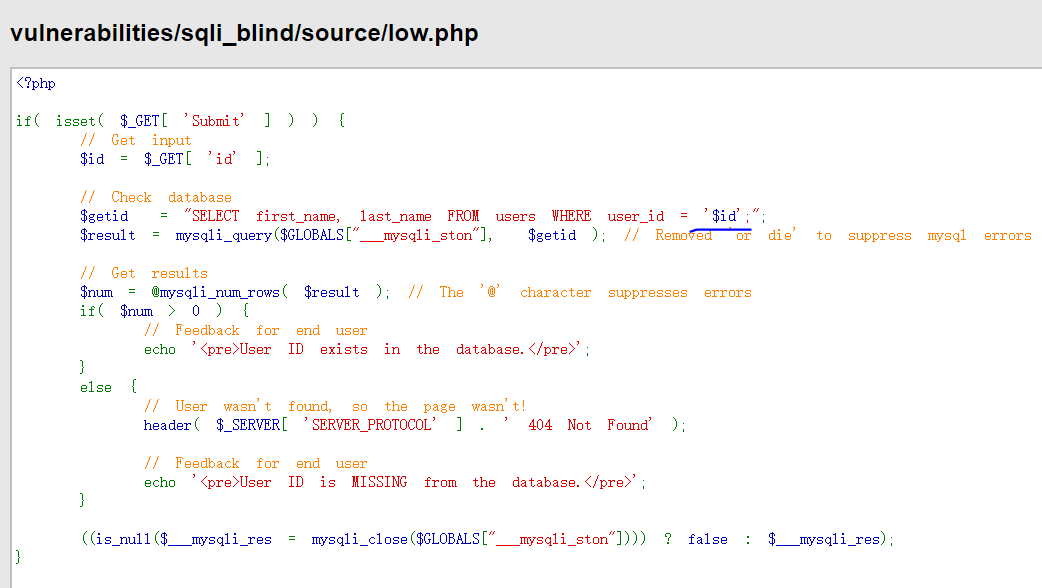 vulnerabilities/sqli_blind/source/low.php
<?php
if( isset( $_GET[ 'Submit' ] ) ) {
// Get input
$id = $_GET[ 'id' ];
// Check database
$getid = "SELECT first_name, last_name FROM users WHERE user_id = '$id';";
$result = mysqli_query($GLOBALS["___mysqli_ston"], $getid ); // Removed 'or die' to suppress mysql errors
// Get results
$num = @mysqli_num_rows( $result ); // The '@' character suppresses errors
if( $num > 0 ) {
// Feedback for end user
echo '<pre>User ID exists in the database.</pre>';
}
else {
// User wasn't found, so the page wasn't!
header( $_SERVER[ 'SERVER_PROTOCOL' ] . ' 404 Not Found' );
// Feedback for end user
echo '<pre>User ID is MISSING from the database.</pre>';
}
((is_null($___mysqli_res = mysqli_close($GLOBALS["___mysqli_ston"]))) ? false : $___mysqli_res);
}